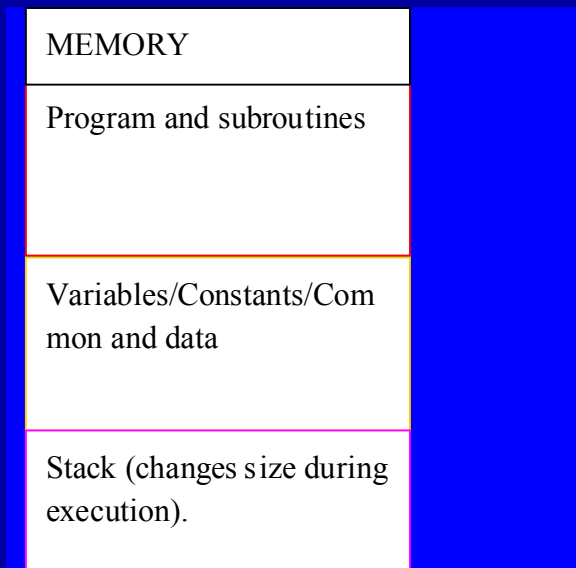 MEMORY
Program and subroutines
Variables/Constants/Com
mon and data
Stack (changes size during
execution).